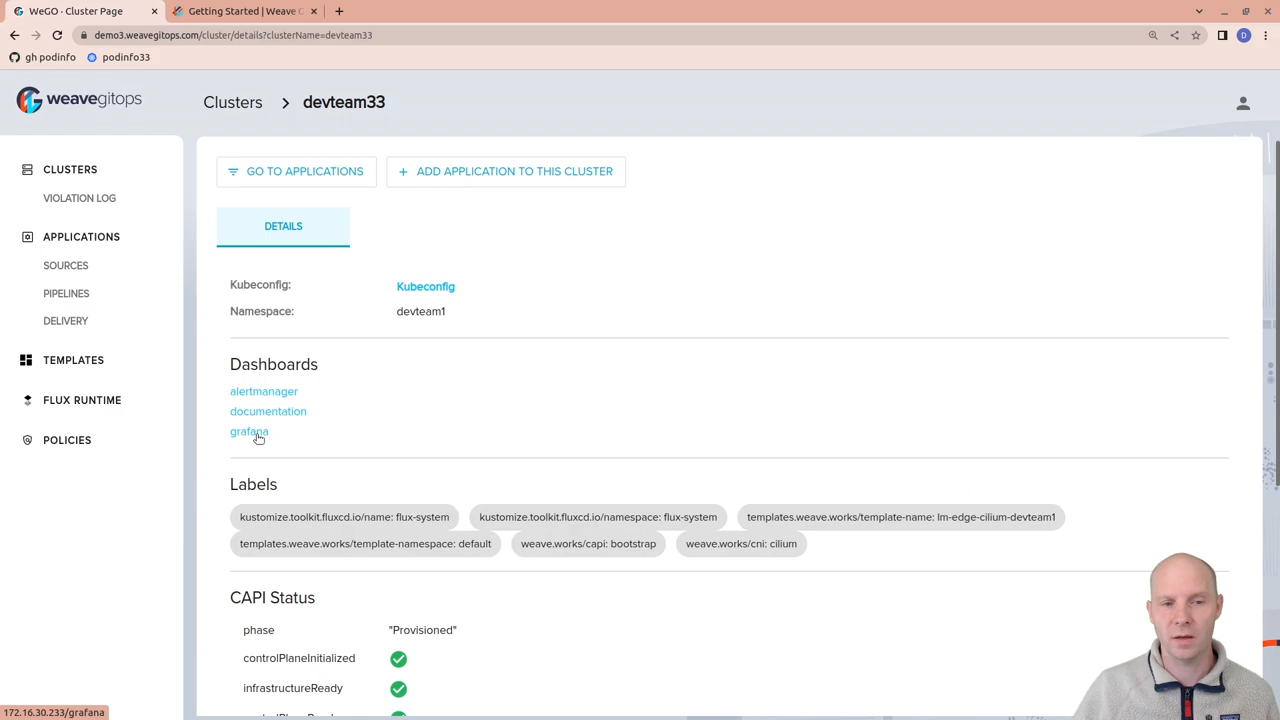 WeGO · Cluster Page
Getting Started | Weave G
demo3.weavegitops.com/cluster/details?clusterName=devteam33
D
gh podinfo
podinfo33
weavegitops
Clusters > devteam33
CLUSTERS
VIOLATION LOG
APPLICATIONS
SOURCES
PIPELINES
DELIVERY
TEMPLATES
FLUX RUNTIME
POLICIES
GO TO APPLICATIONS
+ ADD APPLICATION TO THIS CLUSTER
DETAILS
Kubeconfig: Kubeconfig
Namespace: devteam1
Dashboards
alertmanager
documentation
grafana
Labels
kustomize.toolkit.fluxcd.io/name: flux-system
kustomize.toolkit.fluxcd.io/namespace: flux-system
templates.weave.works/template-name: lm-edge-cilium-devteam1
templates.weave.works/template-namespace: default
weave.works/capi: bootstrap
weave.works/cni: cilium
CAPI Status
phase "Provisioned"
controlPlaneInitialized
infrastructureReady
172.16.30.233/grafana